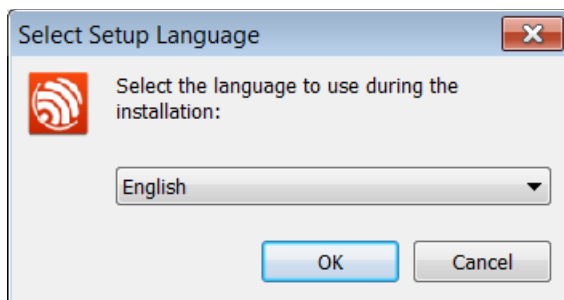 Select Setup Language
Select the language to use during the
installation:
English
OK
Cancel